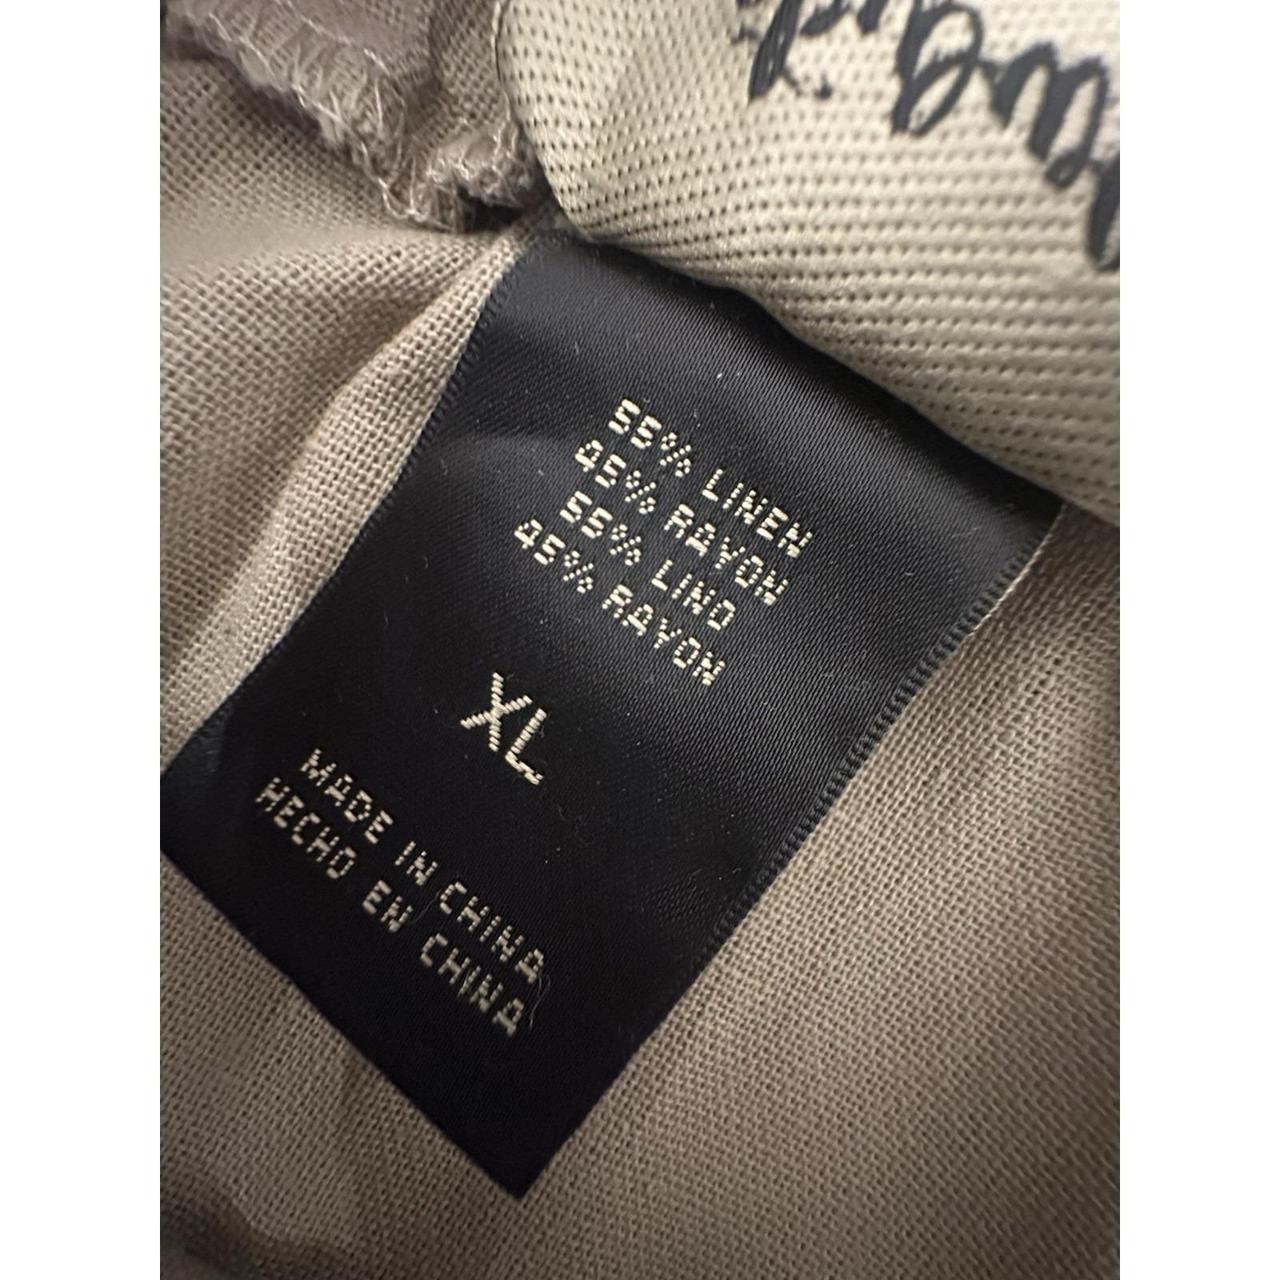 55% LINEN
45% RAYON
55% LINO
45% RAYON
XL
MADE IN CHINA
HECHO EN CHINA